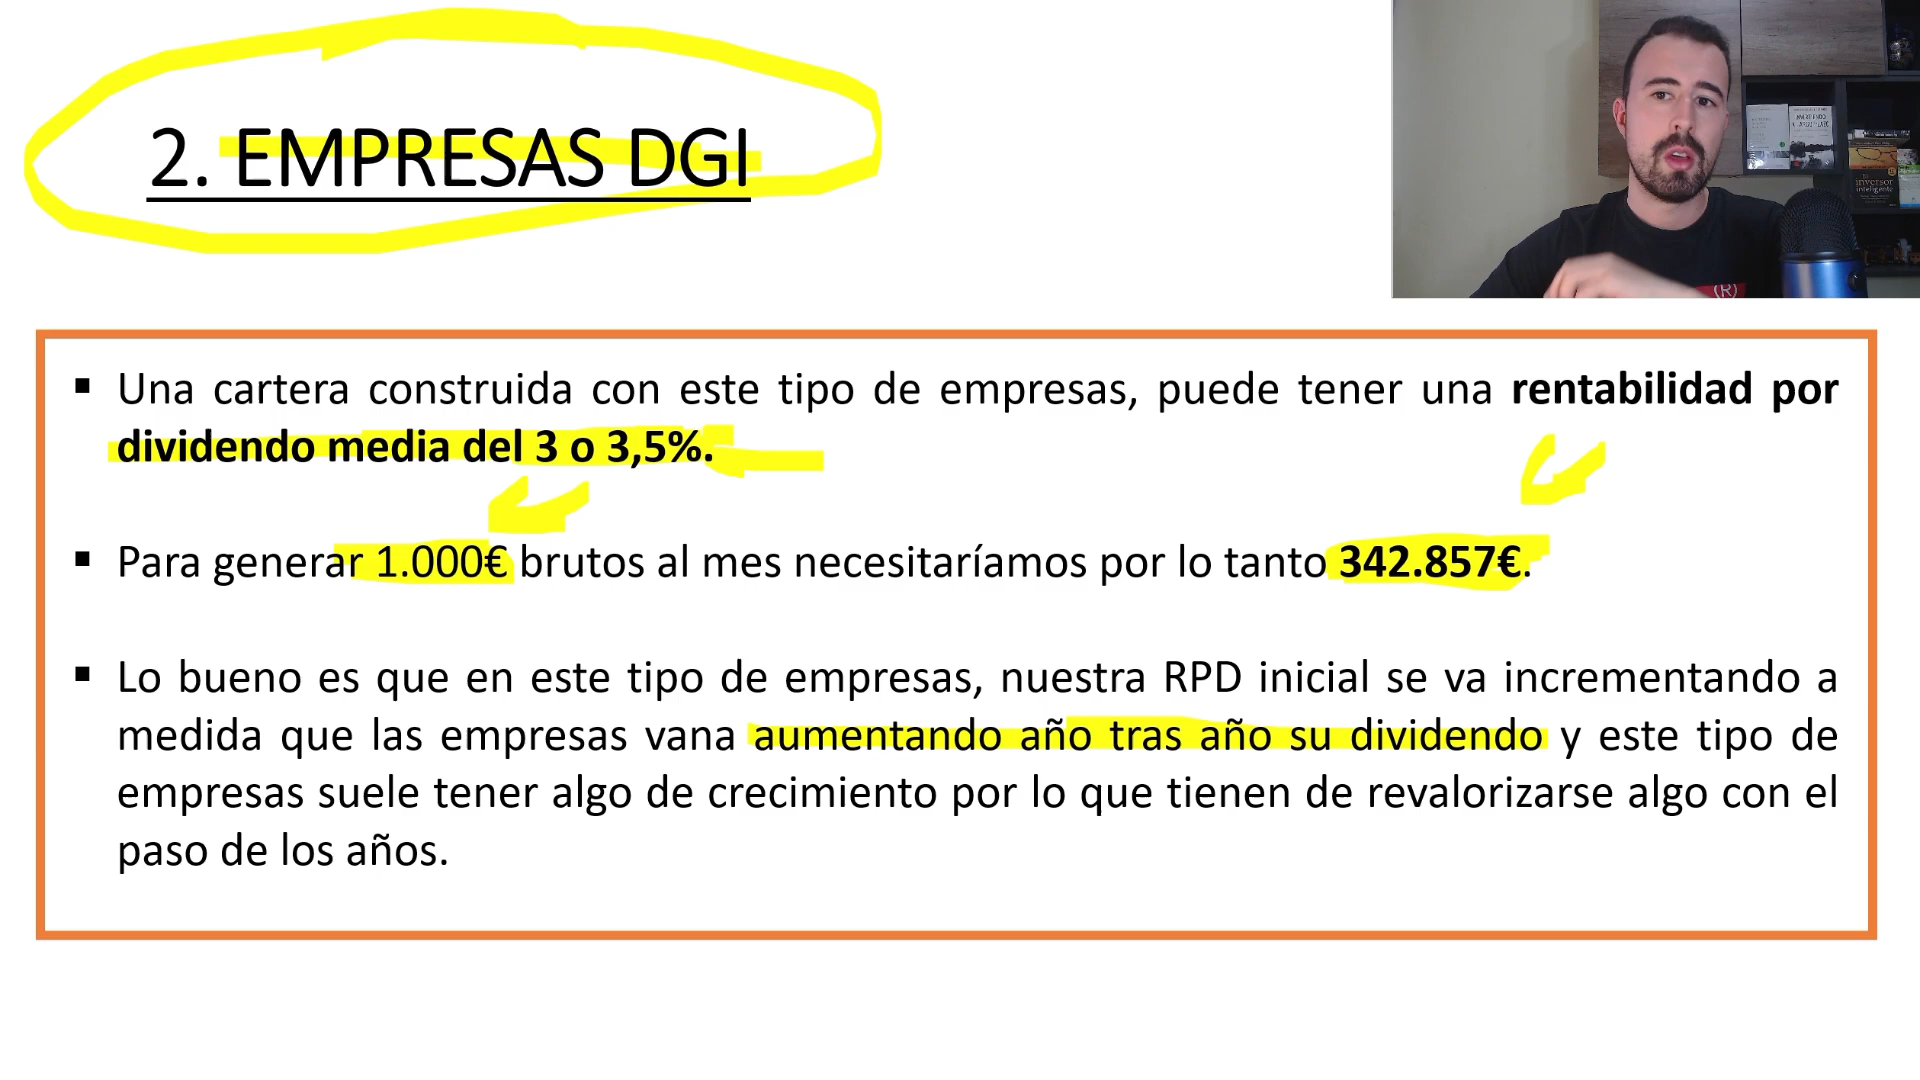 2. EMPRESAS DGI
▪ Una cartera construida con este tipo de empresas, puede tener una rentabilidad por
dividendo media del 3 o 3,5%.
▪ Para generar 1.000€ brutos al mes necesitaríamos por lo tanto 342.857€.
▪ Lo bueno es que en este tipo de empresas, nuestra RPD inicial se va incrementando a
medida que las empresas vana aumentando año tras año su dividendo y este tipo de
empresas suele tener algo de crecimiento por lo que tienen de revalorizarse algo con el
paso de los años.
inversor
inteligente
(R)